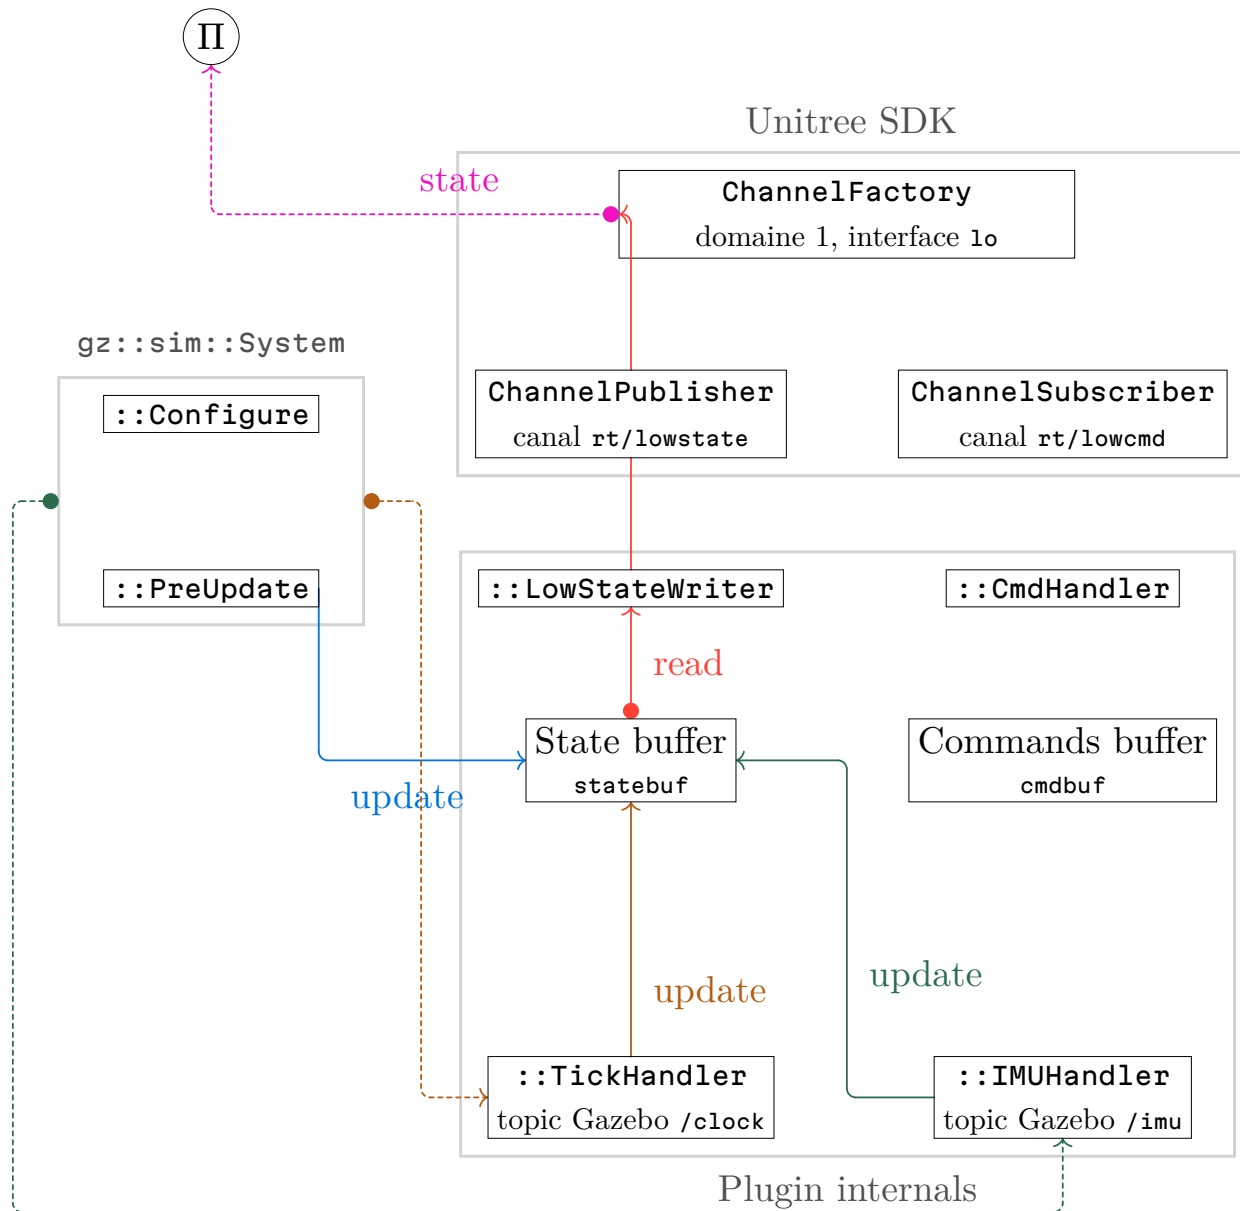 Π
Unitree SDK
state
ChannelFactory
domaine 1, interface lo
gz::sim::System
::Configure
ChannelPublisher
canal rt/lowstate
ChannelSubscriber
canal rt/lowcmd
::PreUpdate
::LowStateWriter
::CmdHandler
read
State buffer
statebuf
Commands buffer
cmdbuf
update
update
update
::TickHandler
topic Gazebo /clock
::IMUHandler
topic Gazebo /imu
Plugin internals